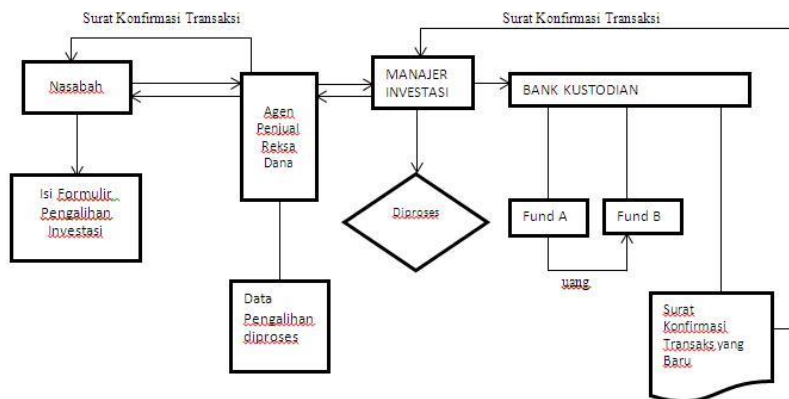 Surat Konfirmasi Transaksi
Surat Konfirmasi Transaksi
Nasabah
Agen
Penjual
Reksa
Dana
MANAJER
INVESTASI
BANK KUSTODIAN
Isi Formulir
Pengalihan
Investasi
Diproses
Fund A
Fund B
uang
Data
Pengalihan
diproses
Surat
Konfirmasi
Transaks yang
Baru